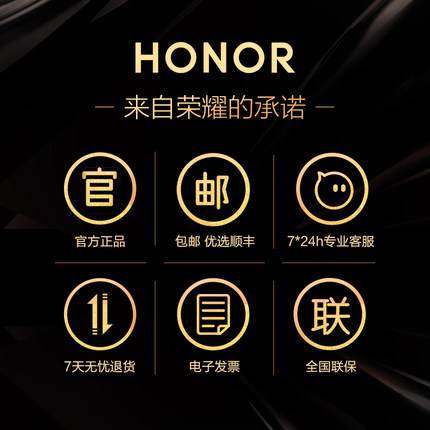 HONOR
来自荣耀的承诺
官 邮
官方正品 包邮 优选顺丰 7*24h专业客服
联
7天无忧退货 电子发票 全国联保